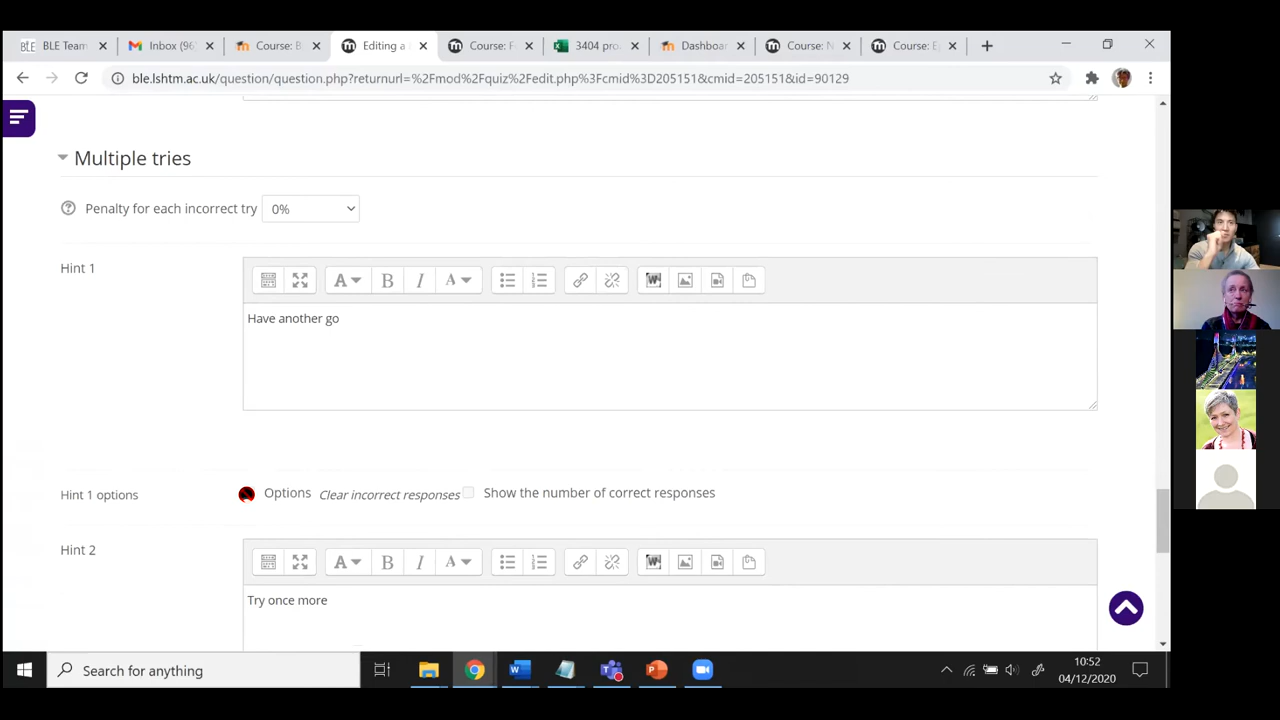 BLE BLE Team
Inbox (96
Course: B
Editing a
Course: F
3404 pro
Dashboar
Course: N
Course: E
ble.lshtm.ac.uk/question/question.php?returnurl=%2Fmod%2Fquiz%2Fedit.php%3Fcmid%3D205151&cmid=205151&id=90129
Multiple tries
Penalty for each incorrect try 0%
Hint 1
Have another go
Hint 1 options Options Clear incorrect responses Show the number of correct responses
Hint 2
Try once more
Search for anything
10:52
04/12/2020